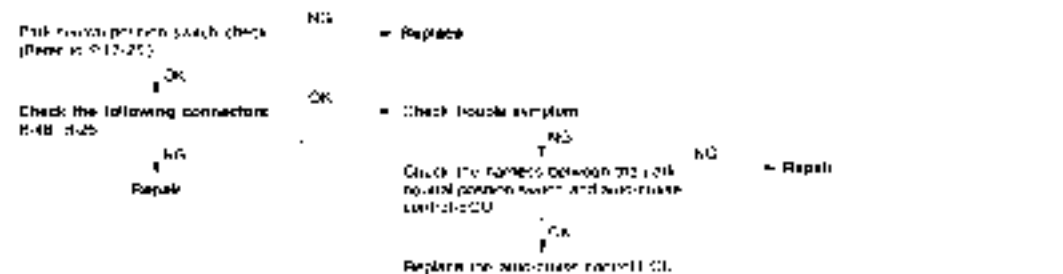 NG
Park neutral position switch check
→ Replace
(Refer to
OK
OK
Check the following connectors
→ Check trouble symptom
NG
NG
NG
Check the harness between the park
→ Repair
Repair
neutral position switch and auto-cruise
control-ECU
OK
Replace the auto-cruise control-ECU